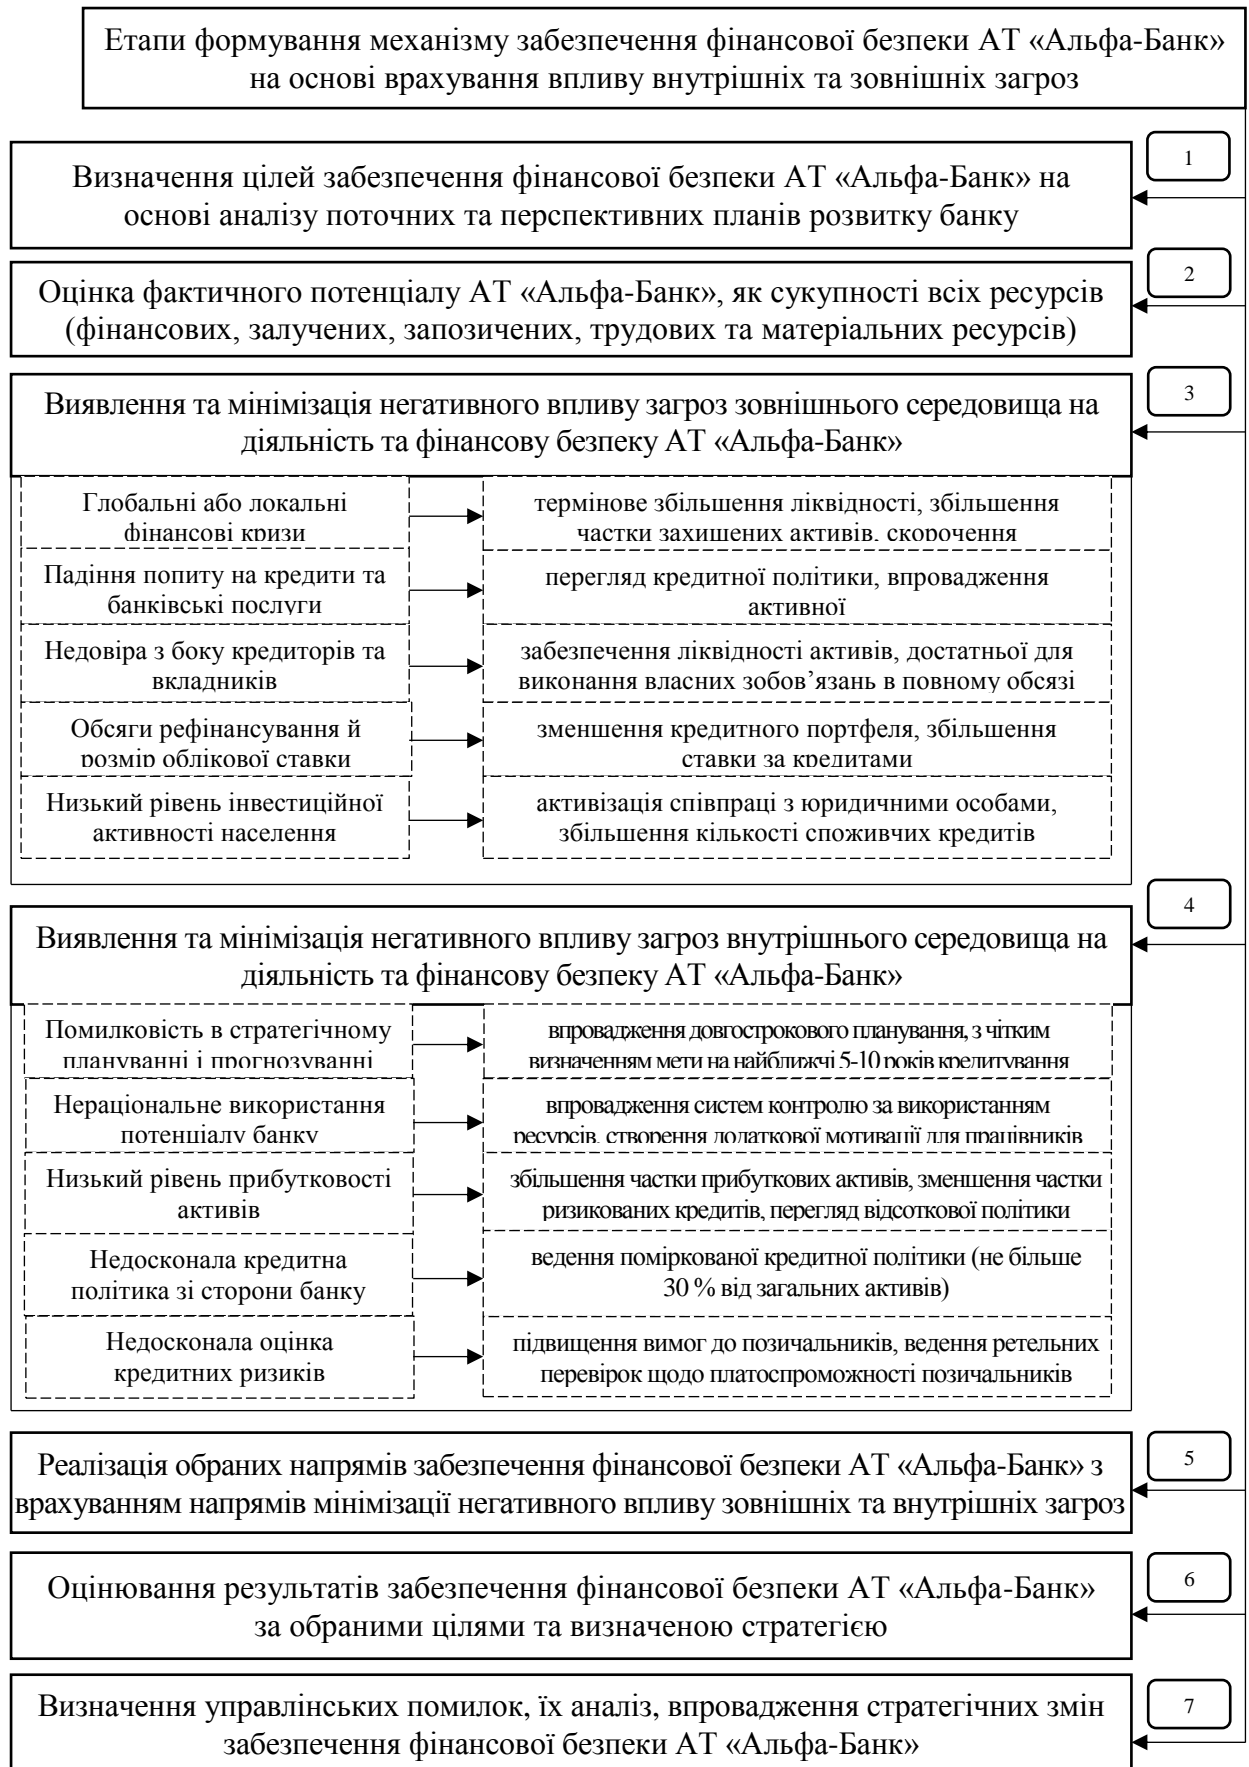 Етапи формування механізму забезпечення фінансової безпеки АТ «Альфа-Банк»
на основі врахування впливу внутрішніх та зовнішніх загроз
1
Визначення цілей забезпечення фінансової безпеки АТ «Альфа-Банк» на
основі аналізу поточних та перспективних планів розвитку банку
2
Оцінка фактичного потенціалу АТ «Альфа-Банк», як сукупності всіх ресурсів
(фінансових, залучених, запозичених, трудових та матеріальних ресурсів)
3
Виявлення та мінімізація негативного впливу загроз зовнішнього середовища на
діяльність та фінансову безпеку АТ «Альфа-Банк»
Глобальні або локальні
фінансові кризи
термінове збільшення ліквідності, збільшення
частки захищених активів, скорочення
Падіння попиту на кредити та
банківські послуги
перегляд кредитної політики, впровадження
активної
Недовіра з боку кредиторів та
вкладників
забезпечення ліквідності активів, достатньої для
виконання власних зобов’язань в повному обсязі
Обсяги рефінансування й
розмір облікової ставки
зменшення кредитного портфеля, збільшення
ставки за кредитами
Низький рівень інвестиційної
активності населення
активізація співпраці з юридичними особами,
збільшення кількості споживчих кредитів
4
Виявлення та мінімізація негативного впливу загроз внутрішнього середовища на
діяльність та фінансову безпеку АТ «Альфа-Банк»
Помилковість в стратегічному
плануванні і прогнозуванні
впровадження довгострокового планування, з чітким
визначенням мети на найближчі 5-10 років кредитування
Нераціональне використання
потенціалу банку
впровадження систем контролю за використанням
ресурсів, створення додаткової мотивації для працівників
Низький рівень прибутковості
активів
збільшення частки прибуткових активів, зменшення частки
ризикованих кредитів, перегляд відсоткової політики
Недосконала кредитна
політика зі сторони банку
ведення поміркованої кредитної політики (не більше
30 % від загальних активів)
Недосконала оцінка
кредитних ризиків
підвищення вимог до позичальників, ведення ретельних
перевірок щодо платоспроможності позичальників
5
Реалізація обраних напрямів забезпечення фінансової безпеки АТ «Альфа-Банк» з
врахуванням напрямів мінімізації негативного впливу зовнішніх та внутрішніх загроз
6
Оцінювання результатів забезпечення фінансової безпеки АТ «Альфа-Банк»
за обраними цілями та визначеною стратегією
7
Визначення управлінських помилок, їх аналіз, впровадження стратегічних змін
забезпечення фінансової безпеки АТ «Альфа-Банк»